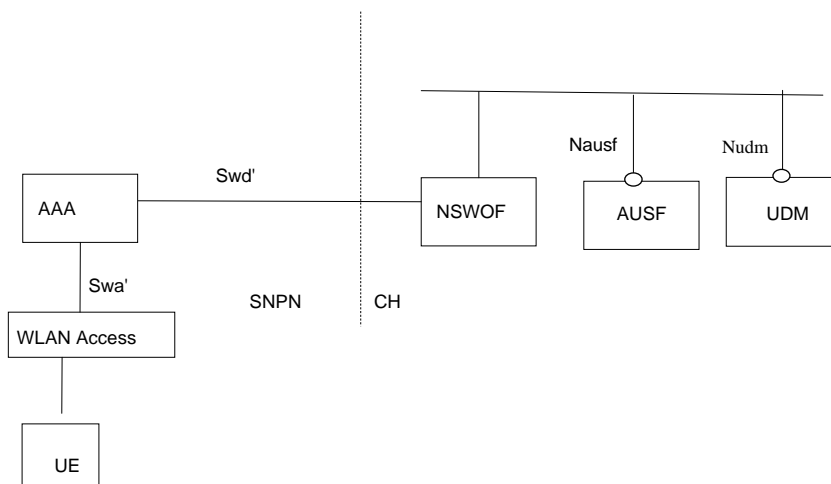 Nausf
Nudm
Swd'
AAA
NSWOF
AUSF
UDM
Swa'
SNPN
CH
WLAN Access
UE